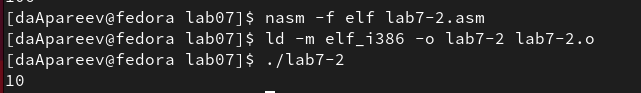 [daApareev@fedora lab07]$ nasm -f elf lab7-2.asm
[daApareev@fedora lab07]$ ld -m elf_i386 -o lab7-2 lab7-2.o
[daApareev@fedora lab07]$ ./lab7-2
10